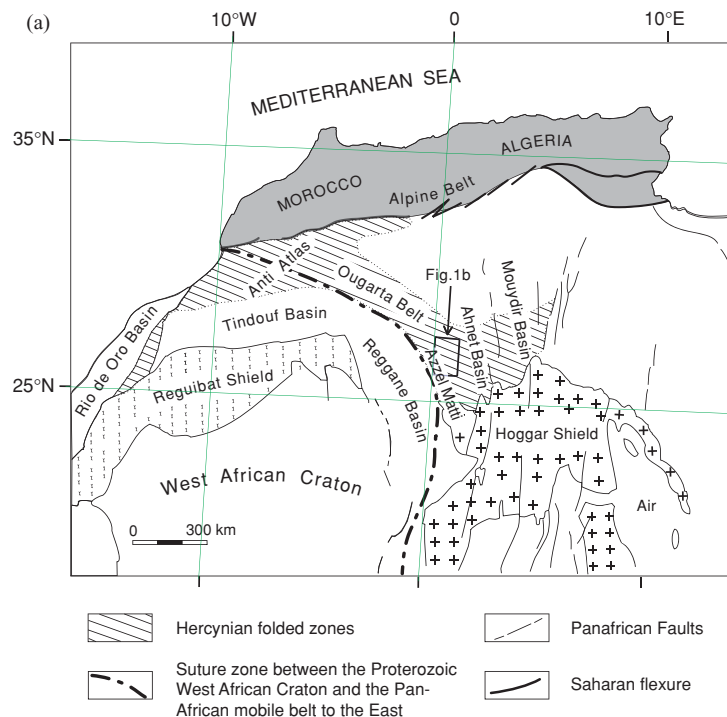 (a)
10°W 0 10°E
MEDITERRANEAN SEA
35°N
ALGERIA
MOROCCO
Alpine Belt
Anti Atlas
Ougarta Belt
Fig.1b
Mouydir Basin
Ahnet Basin
Rio de Oro Basin
Tindouf Basin
Reggane Basin
Azzel Matti
25°N
Reguibat Shield
Hoggar Shield
West African Craton
Air
0 300 km
Hercynian folded zones
Panafrican Faults
Suture zone between the Proterozoic
West African Craton and the Pan-
African mobile belt to the East
Saharan flexure